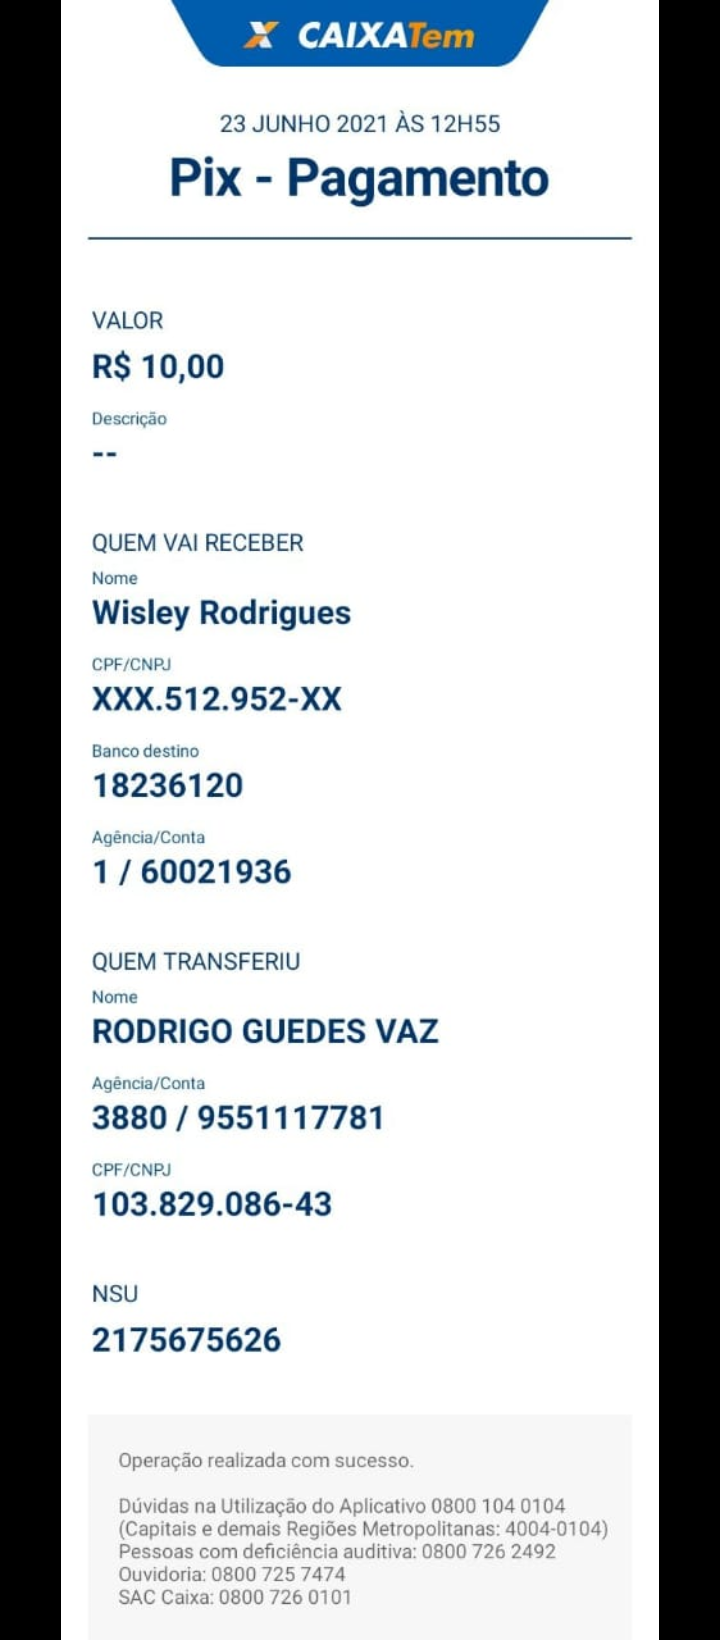 CAIXATem
23 JUNHO 2021 ÀS 12H55
Pix - Pagamento
VALOR
R$ 10,00
Descrição
--
QUEM VAI RECEBER
Nome
Wisley Rodrigues
CPF/CNPJ
XXX.512.952-XX
Banco destino
18236120
Agência/Conta
1 / 60021936
QUEM TRANSFERIU
Nome
RODRIGO GUEDES VAZ
Agência/Conta
3880 / 9551117781
CPF/CNPJ
103.829.086-43
NSU
2175675626
Operação realizada com sucesso.
Dúvidas na Utilização do Aplicativo 0800 104 0104
(Capitais e demais Regiões Metropolitanas: 4004-0104)
Pessoas com deficiência auditiva: 0800 726 2492
Ouvidoria: 0800 725 7474
SAC Caixa: 0800 726 0101